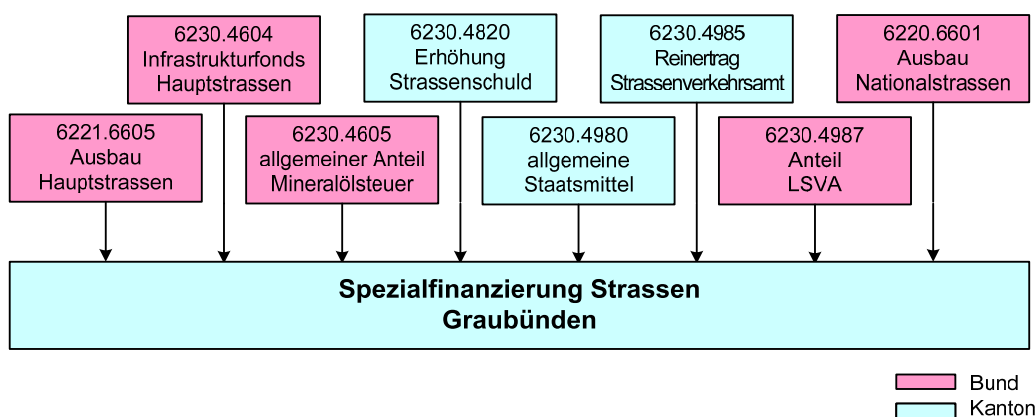 6230.4604
Infrastrukturfonds
Hauptstrassen
6230.4820
Erhöhung
Strassenschuld
6230.4985
Reinertrag
Strassenverkehrsamt
6220.6601
Ausbau
Nationalstrassen
6221.6605
Ausbau
Hauptstrassen
6230.4605
allgemeiner Anteil
Mineralölsteuer
6230.4980
allgemeine
Staatsmittel
6230.4987
Anteil
LSVA
Spezialfinanzierung Strassen
Graubünden
Bund
Kanton